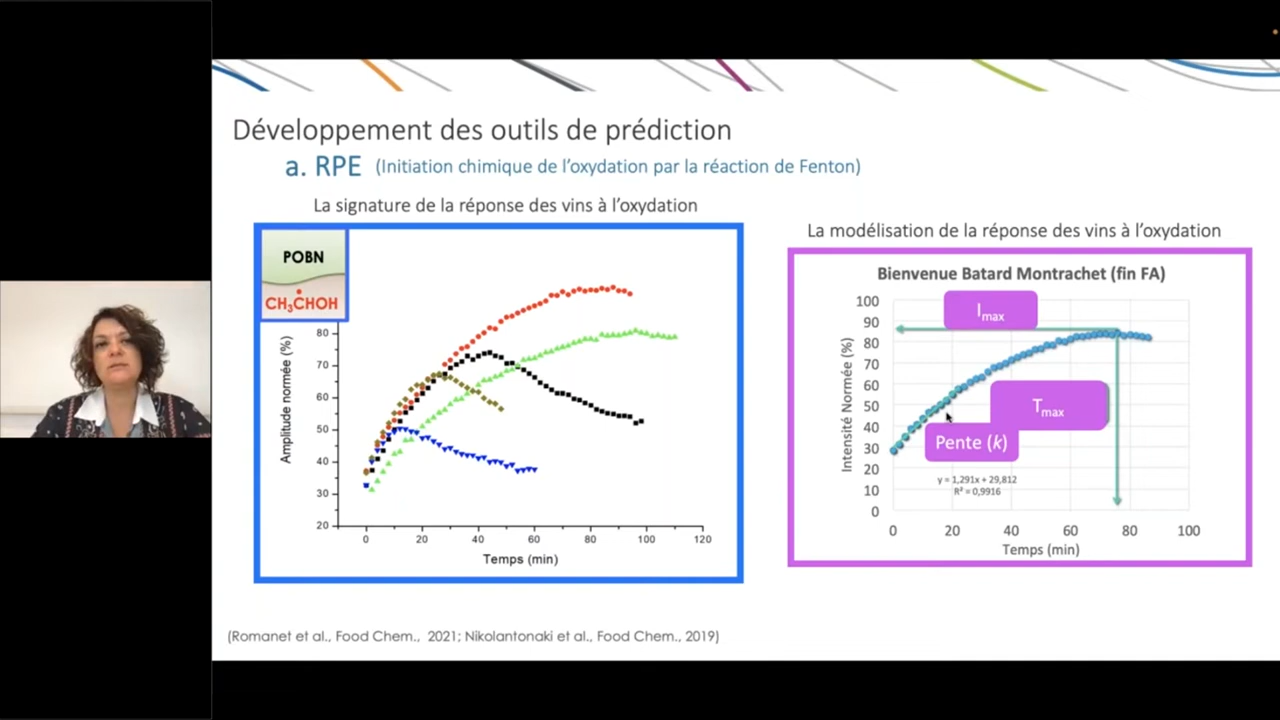 Développement des outils de prédiction
a. RPE (Initiation chimique de l'oxydation par la réaction de Fenton)
La signature de la réponse des vins à l'oxydation
POBN
CH₃ĊHOH
Amplitude normée (%)
80
70
60
50
40
30
20
0 20 40 60 80 100 120
Temps (min)
La modélisation de la réponse des vins à l'oxydation
Bienvenue Batard Montrachet (fin FA)
Intensité Normée (%)
100
90
80
70
60
50
40
30
20
10
0
Imax
Tmax
Pente (k)
y = 1,291x + 29,812
R² = 0,9916
0 20 40 60 80 100
Temps (min)
(Romanet et al., Food Chem., 2021; Nikolantonaki et al., Food Chem., 2019)